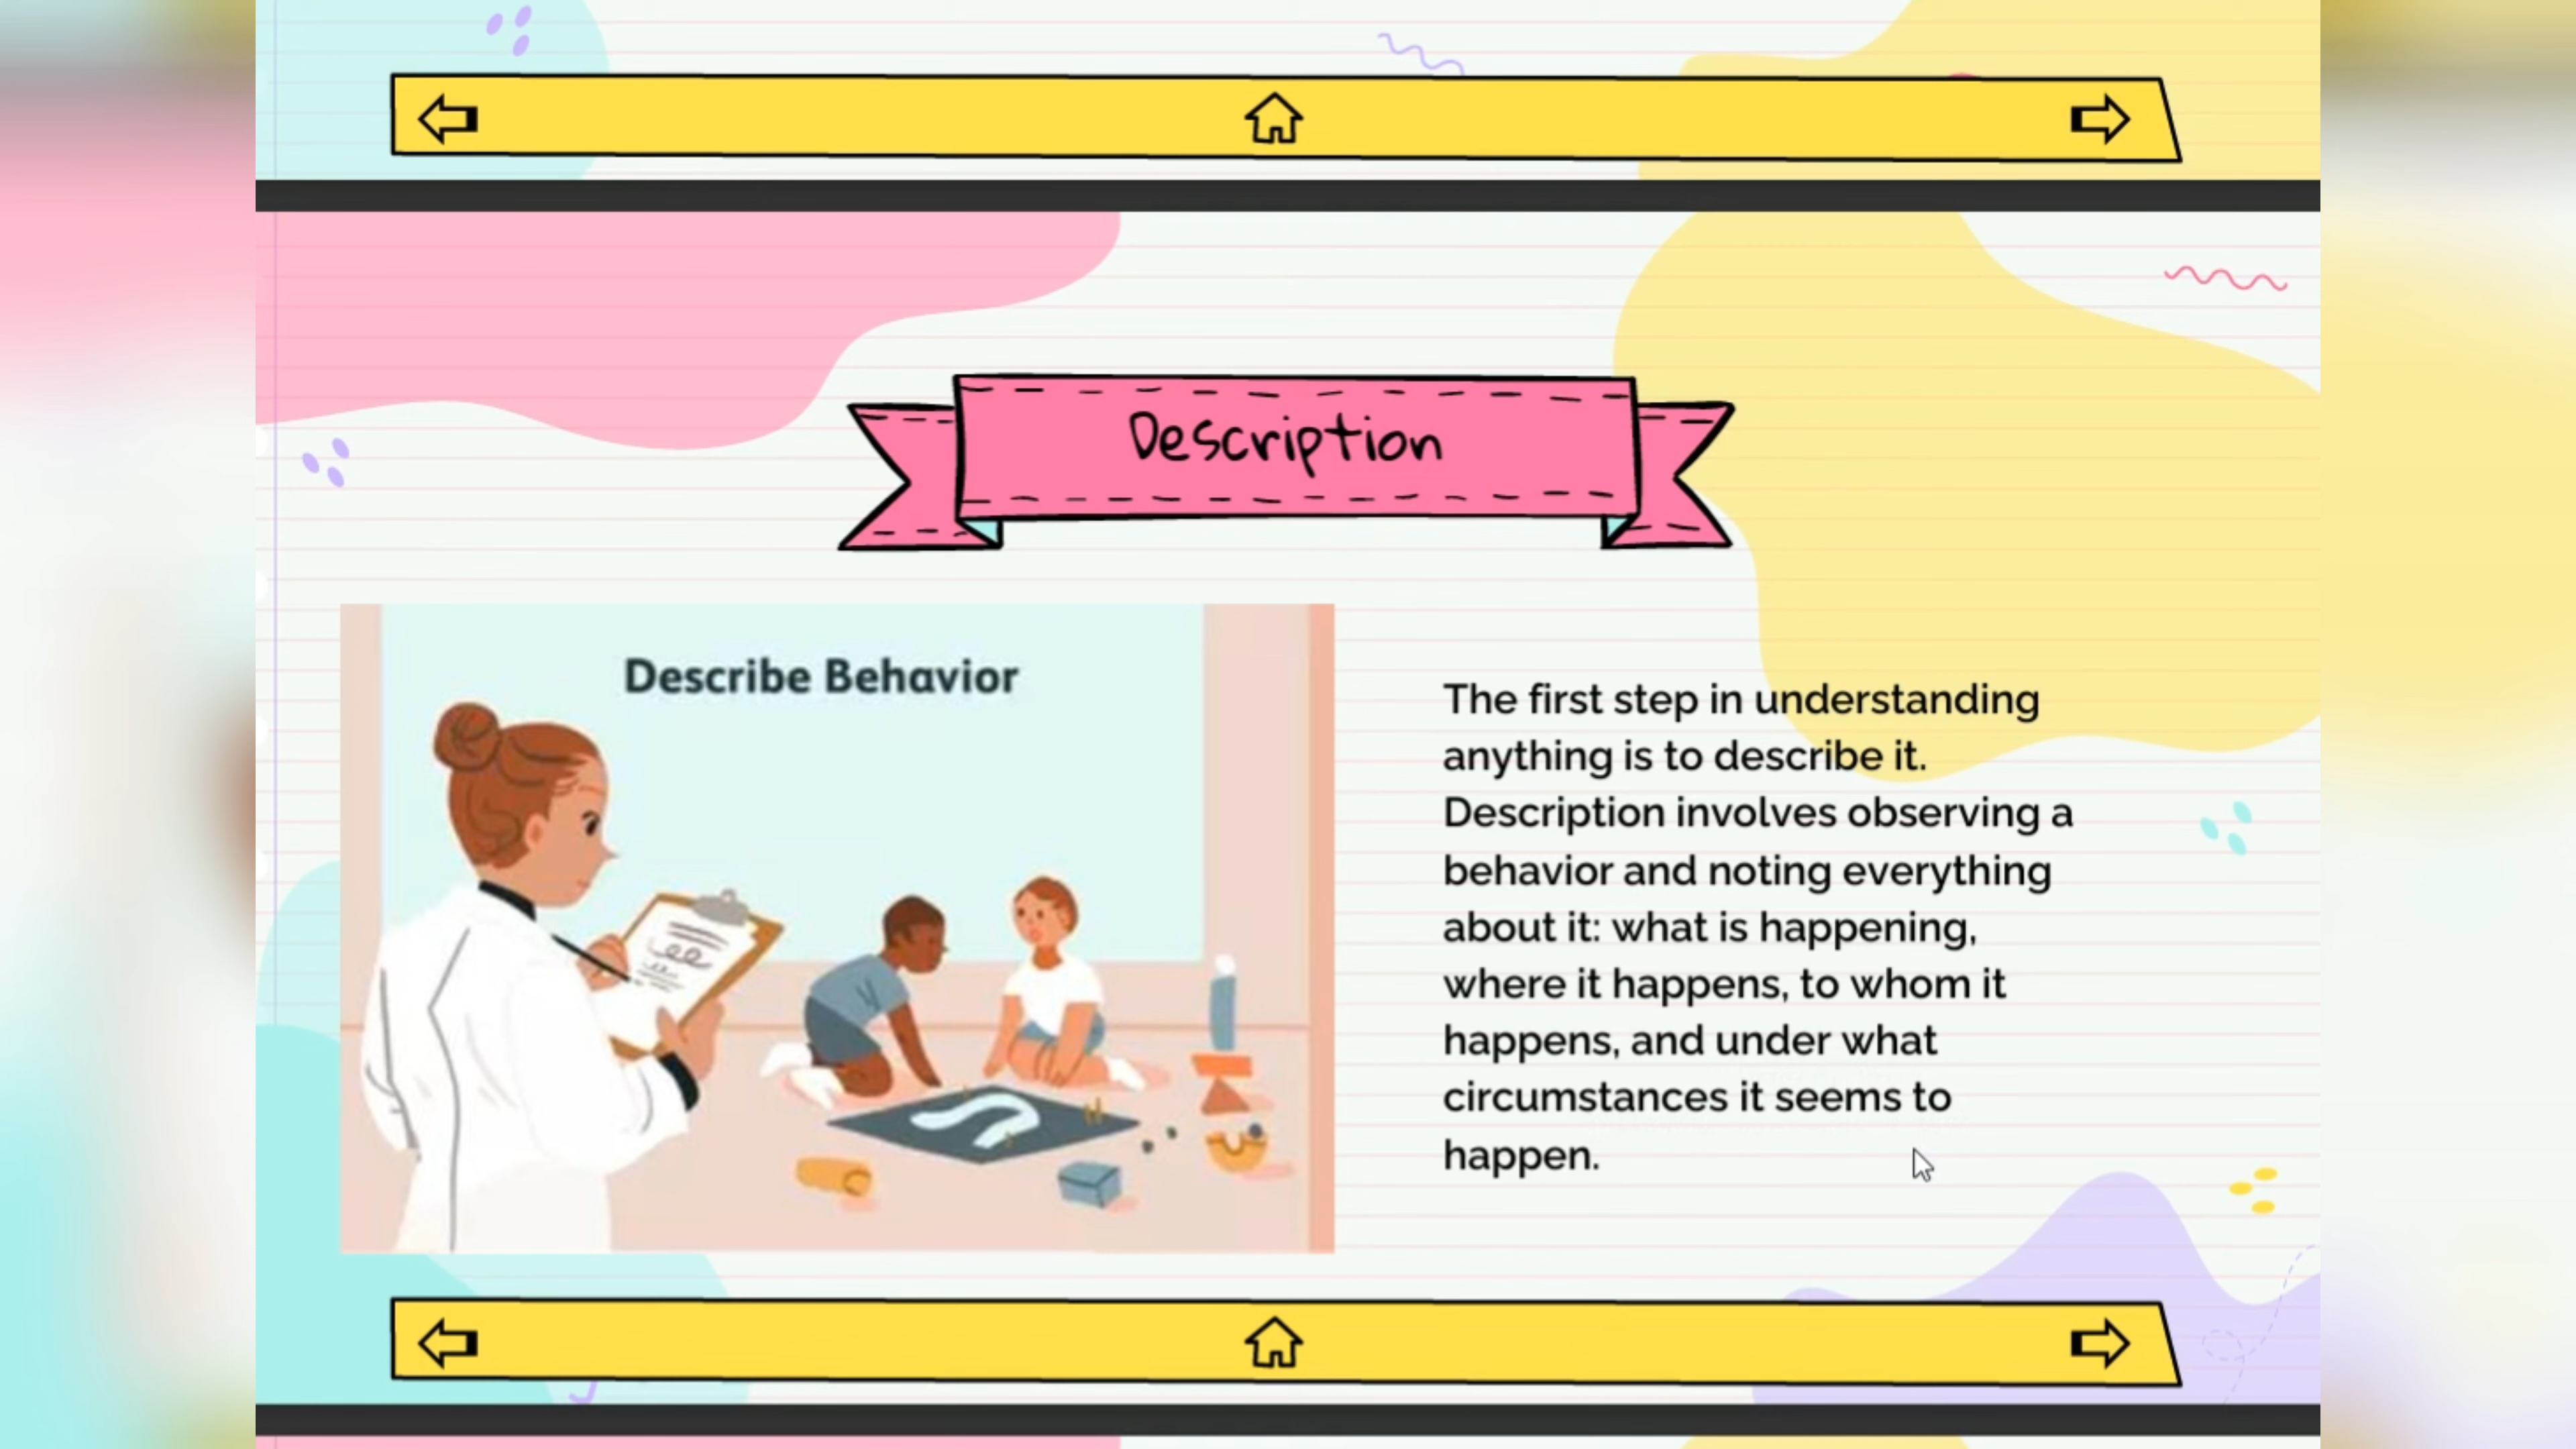 Description
Describe Behavior
The first step in understanding
anything is to describe it.
Description involves observing a
behavior and noting everything
about it: what is happening,
where it happens, to whom it
happens, and under what
circumstances it seems to
happen.